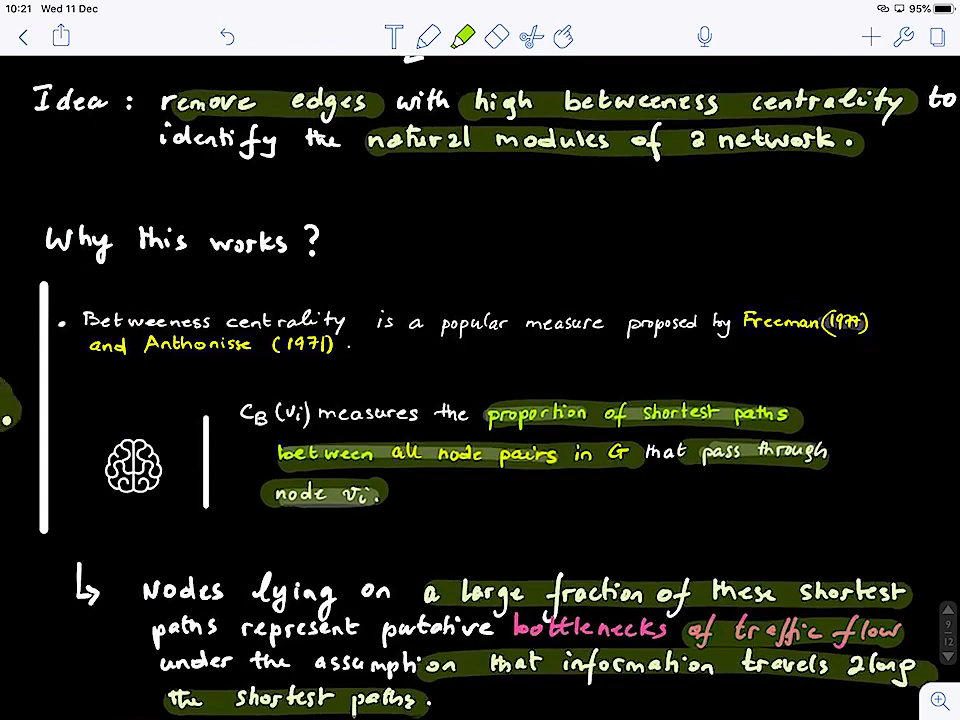 10:21 Wed 11 Dec
95%
Idea : remove edges with high betweeness centrality to
identify the natural modules of a network.
Why this works ?
• Betweeness centrality is a popular measure proposed by Freeman (1977)
and Anthonisse (1971).
CB (vi) measures the proportion of shortest paths
between all node pairs in G that pass through
node vi.
↳ Nodes lying on a large fraction of these shortest
paths represent putative bottlenecks of traffic flow
under the assumption that information travels along
the shortest paths.
9
12